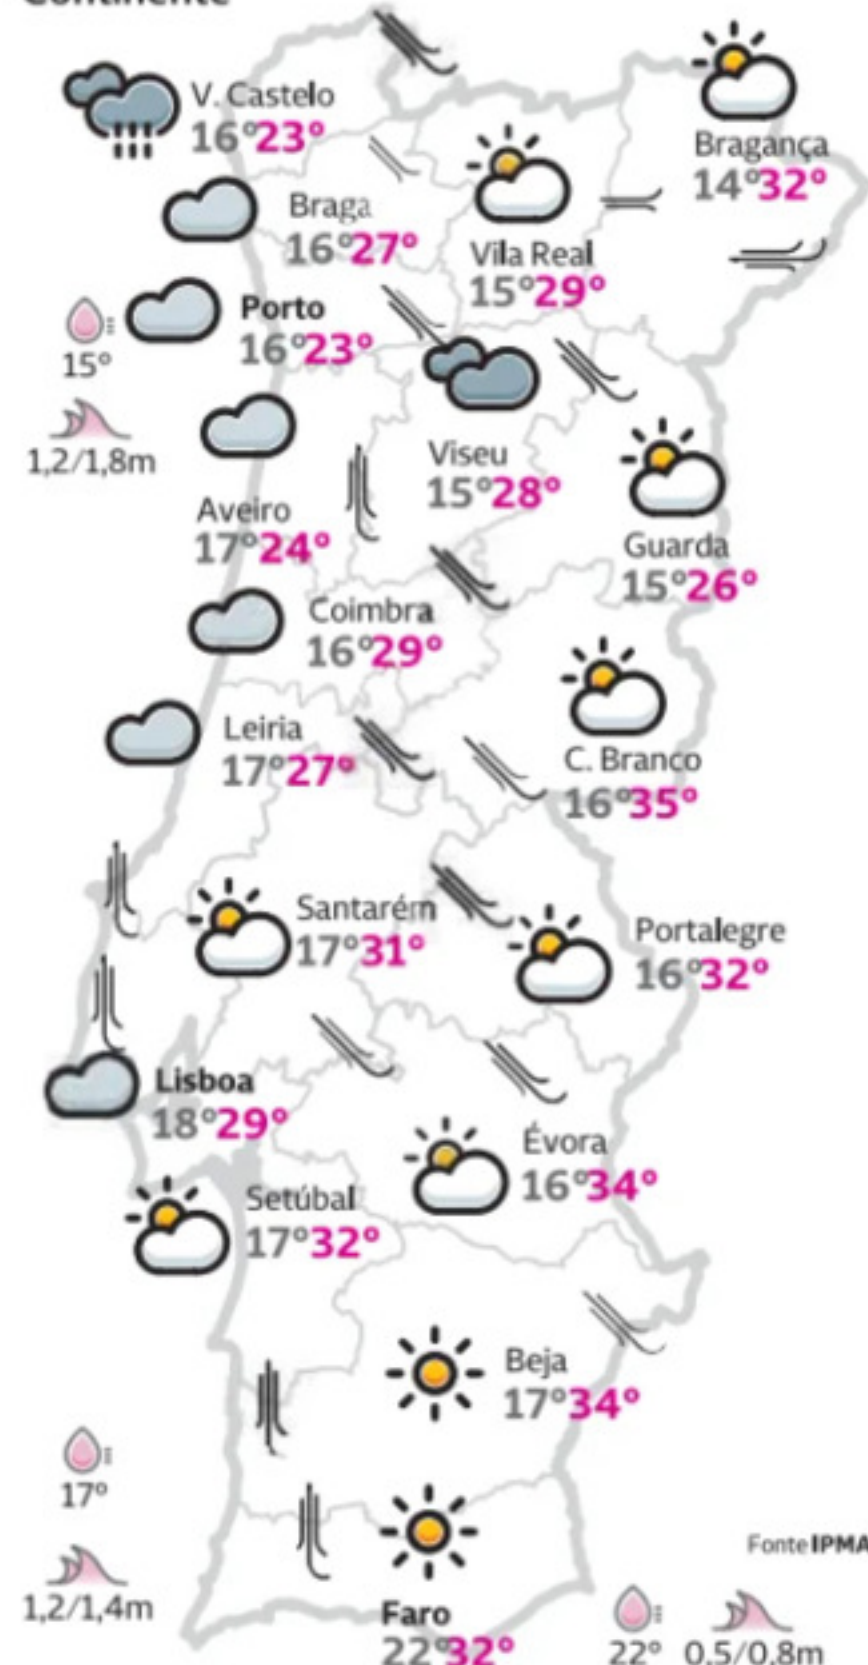 Continente
V. Castelo
16° 23°
Bragança
14° 32°
Braga
16° 27°
Vila Real
15° 29°
Porto
16° 23°
15°
1,2/1,8m
Viseu
15° 28°
Aveiro
17° 24°
Guarda
15° 26°
Coimbra
16° 29°
Leiria
17° 27°
C. Branco
16° 35°
Santarém
17° 31°
Portalegre
16° 32°
Lisboa
18° 29°
Évora
16° 34°
Setúbal
17° 32°
Beja
17° 34°
17°
1,2/1,4m
Fonte IPMA
Faro
22° 32°
22°
0,5/0,8m